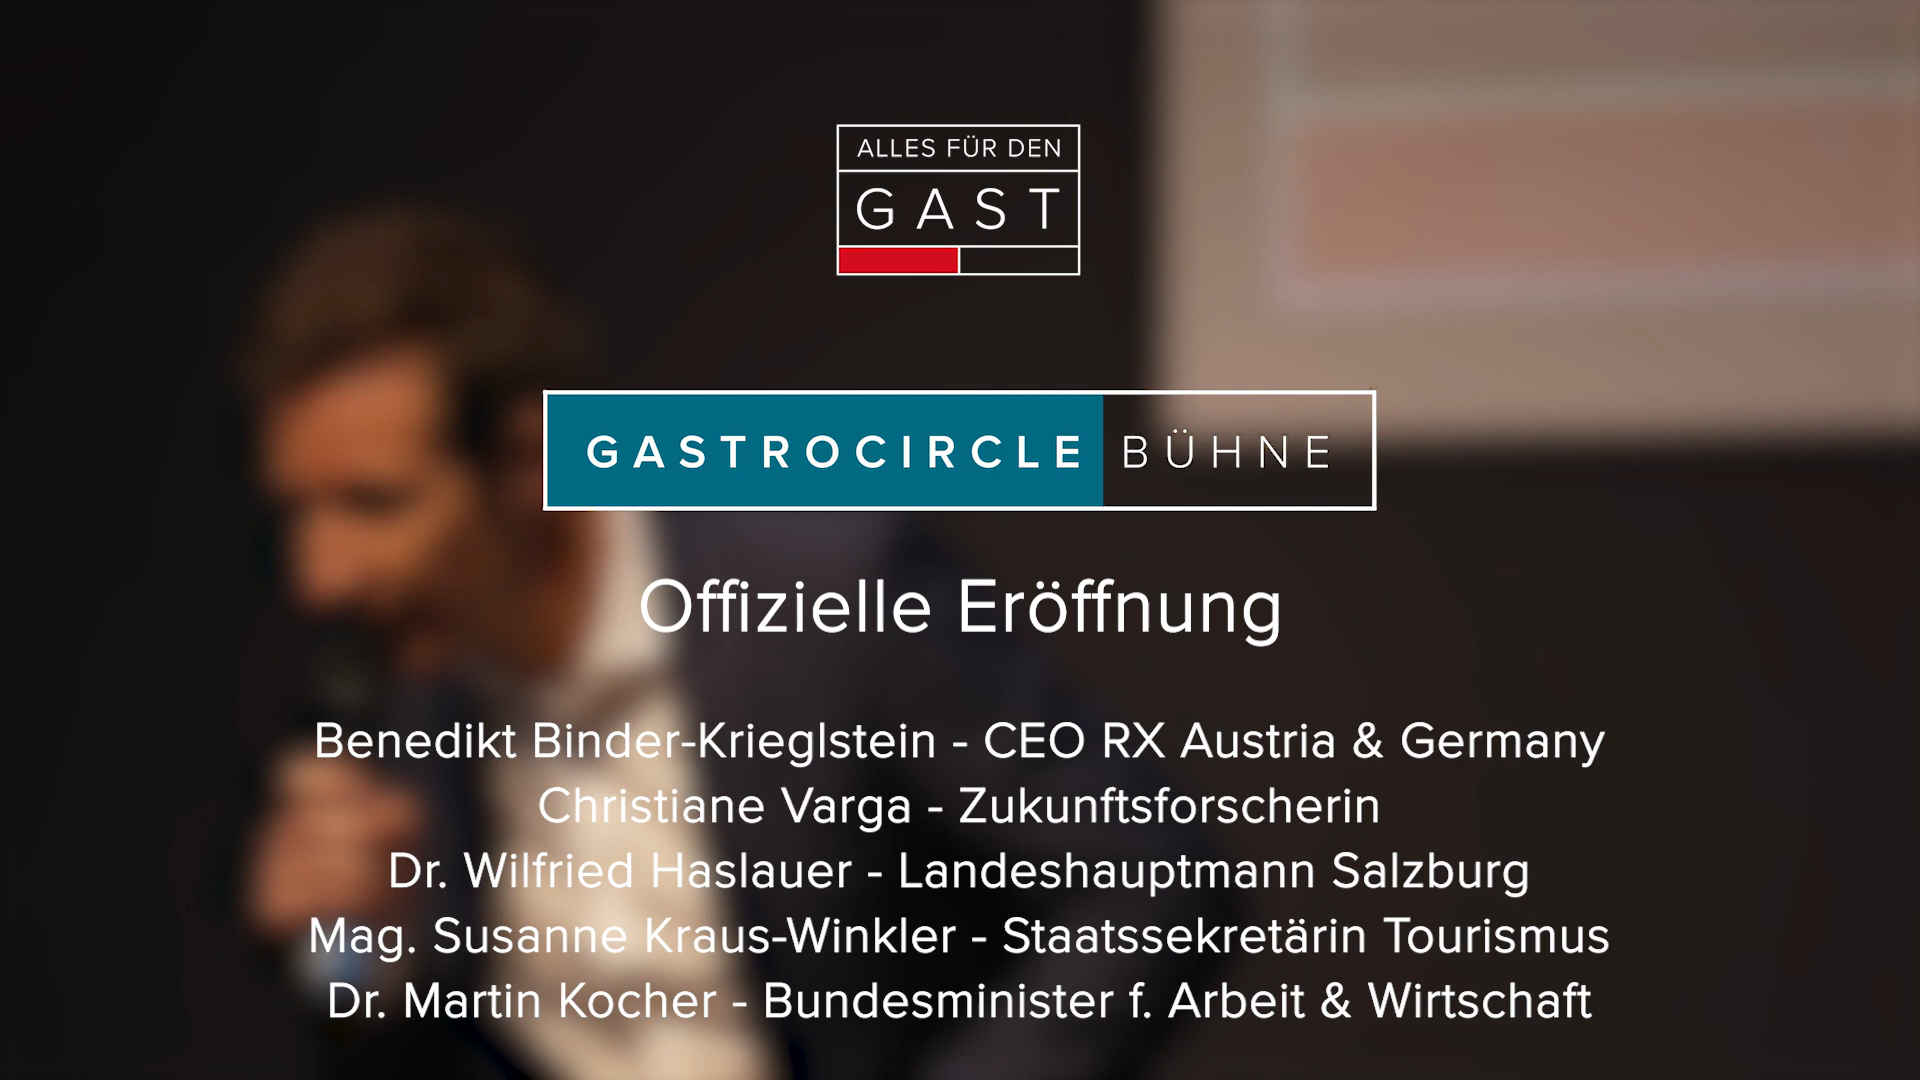 ALLES FÜR DEN
GAST
GASTROCIRCLE BÜHNE
Offizielle Eröffnung
Benedikt Binder-Krieglstein - CEO RX Austria & Germany
Christiane Varga - Zukunftsforscherin
Dr. Wilfried Haslauer - Landeshauptmann Salzburg
Mag. Susanne Kraus-Winkler - Staatssekretärin Tourismus
Dr. Martin Kocher - Bundesminister f. Arbeit & Wirtschaft